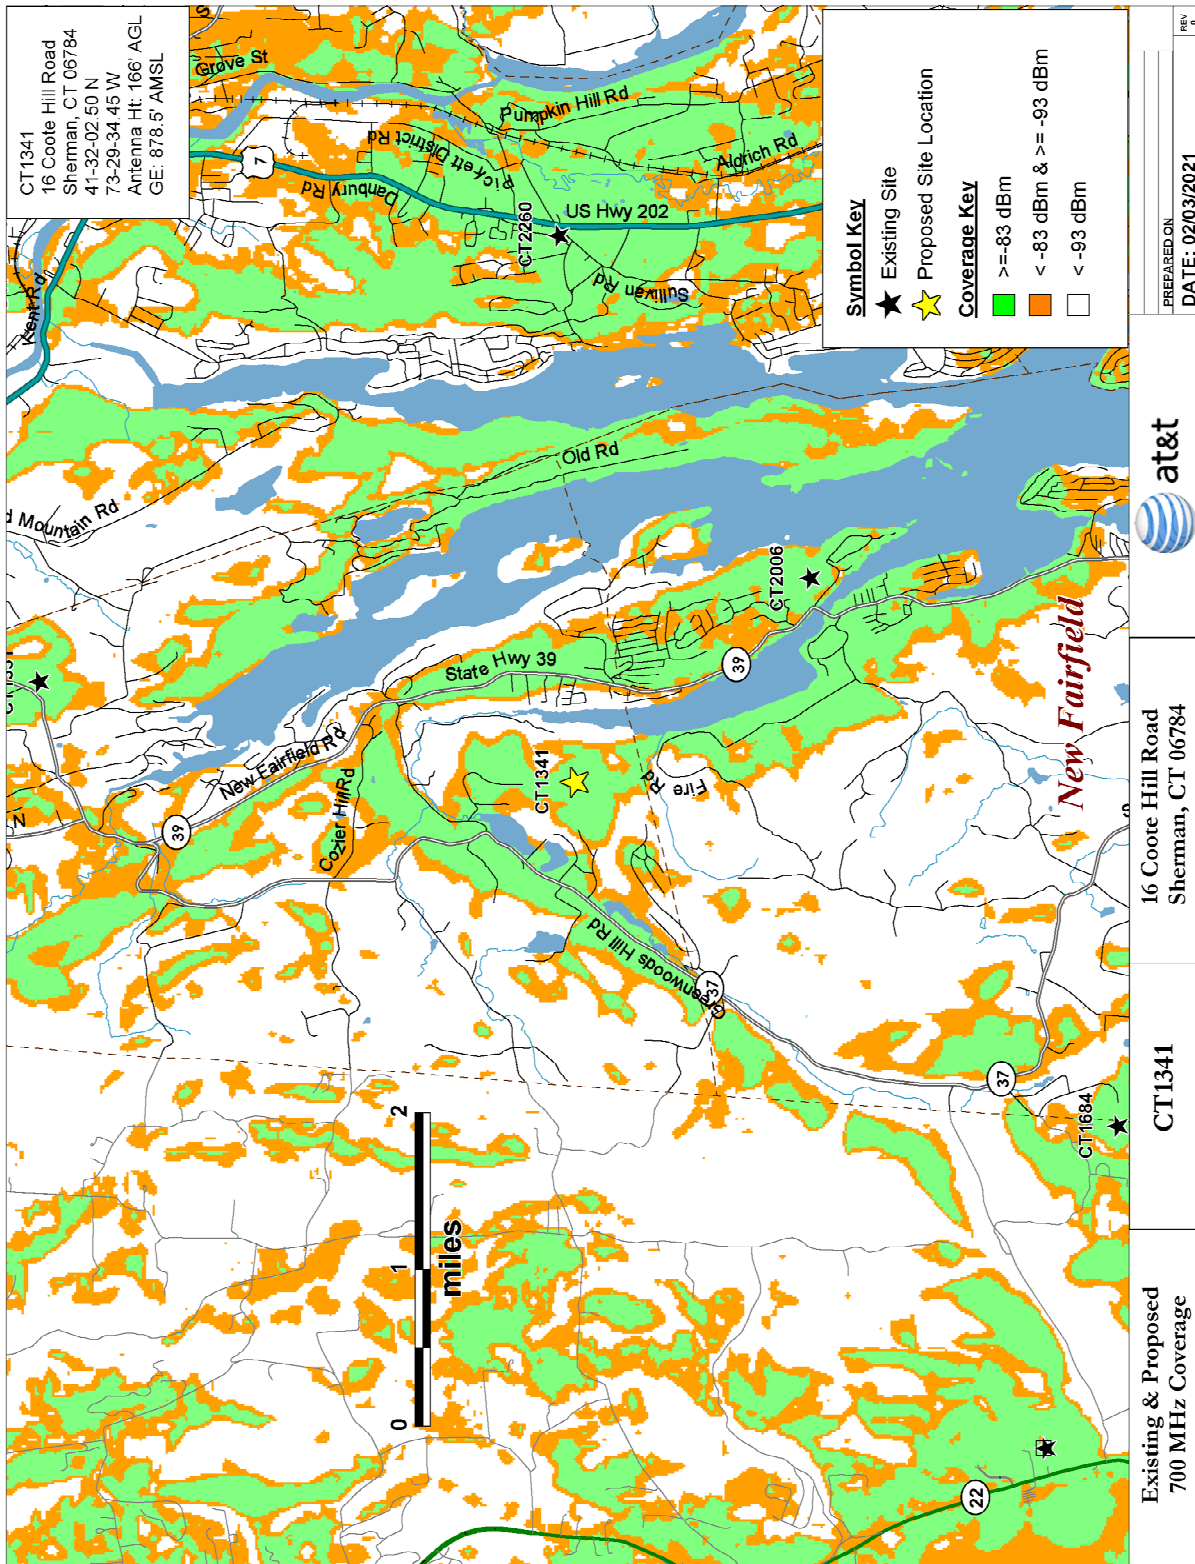 CT1341
16 Coote Hill Road
Sherman, CT 06784
41-32-02.50 N
73-29-34.45 W
Antenna Ht: 166' AGL
GE: 878.5' AMSL
Grove St
7
Kent Rd
Danbury Rd
Pickett District Rd
Pumpkin Hill Rd
Aldrich Rd
US Hwy 202
CT2260
Sullivan Rd
Mountain Rd
Old Rd
CT2006
State Hwy 39
39
New Fairfield Rd
39
Cozier Hill Rd
CT1341
Fire Rd
Greenwoods Hill Rd
37
New Fairfield
37
CT1684
22
0
1
2
miles
Symbol Key
Existing Site
Proposed Site Location
Coverage Key
>=-83 dBm
< -83 dBm & >= -93 dBm
< -93 dBm
Existing & Proposed
700 MHz Coverage
CT1341
16 Coote Hill Road
Sherman, CT 06784
at&t
PREPARED ON
DATE: 02/03/2021
REV
0